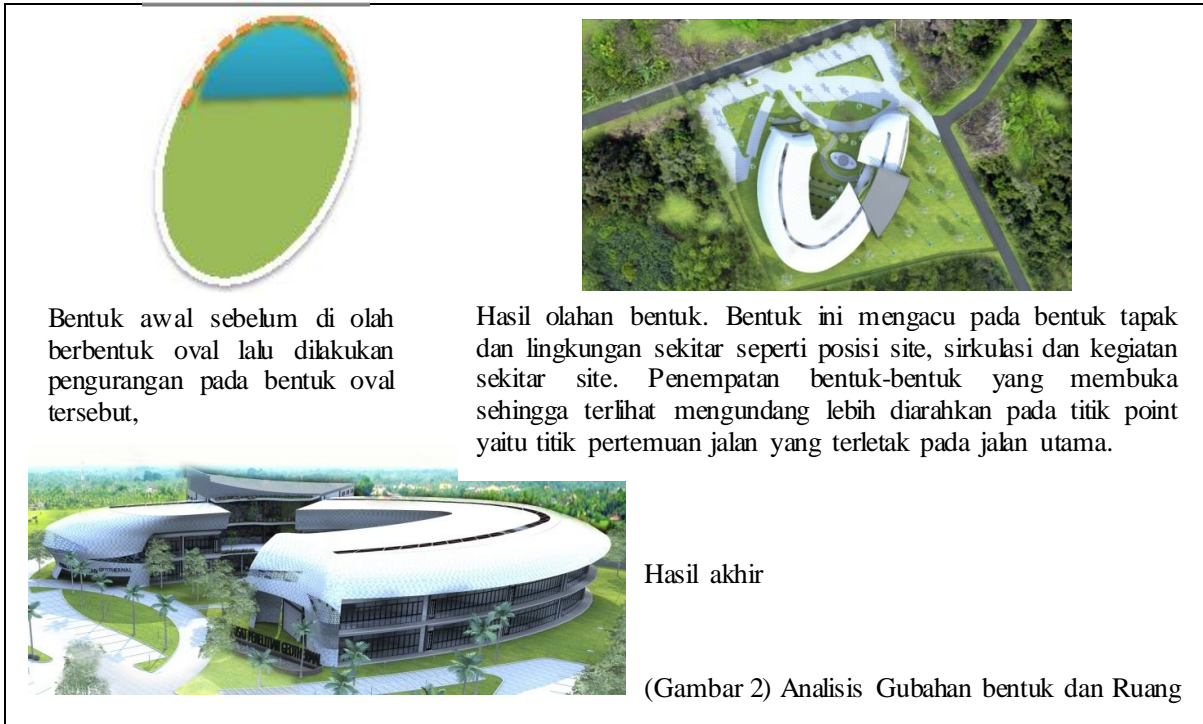 Bentuk awal sebelum di olah
berbentuk oval lalu dilakukan
pengurangan pada bentuk oval
tersebut,
Hasil olahan bentuk. Bentuk ini mengacu pada bentuk tapak
dan lingkungan sekitar seperti posisi site, sirkulasi dan kegiatan
sekitar site. Penempatan bentuk-bentuk yang membuka
sehingga terlihat mengundang lebih diarahkan pada titik point
yaitu titik pertemuan jalan yang terletak pada jalan utama.
PENELITIAN GEOTHERMAL
Hasil akhir
(Gambar 2) Analisis Gubahan bentuk dan Ruang